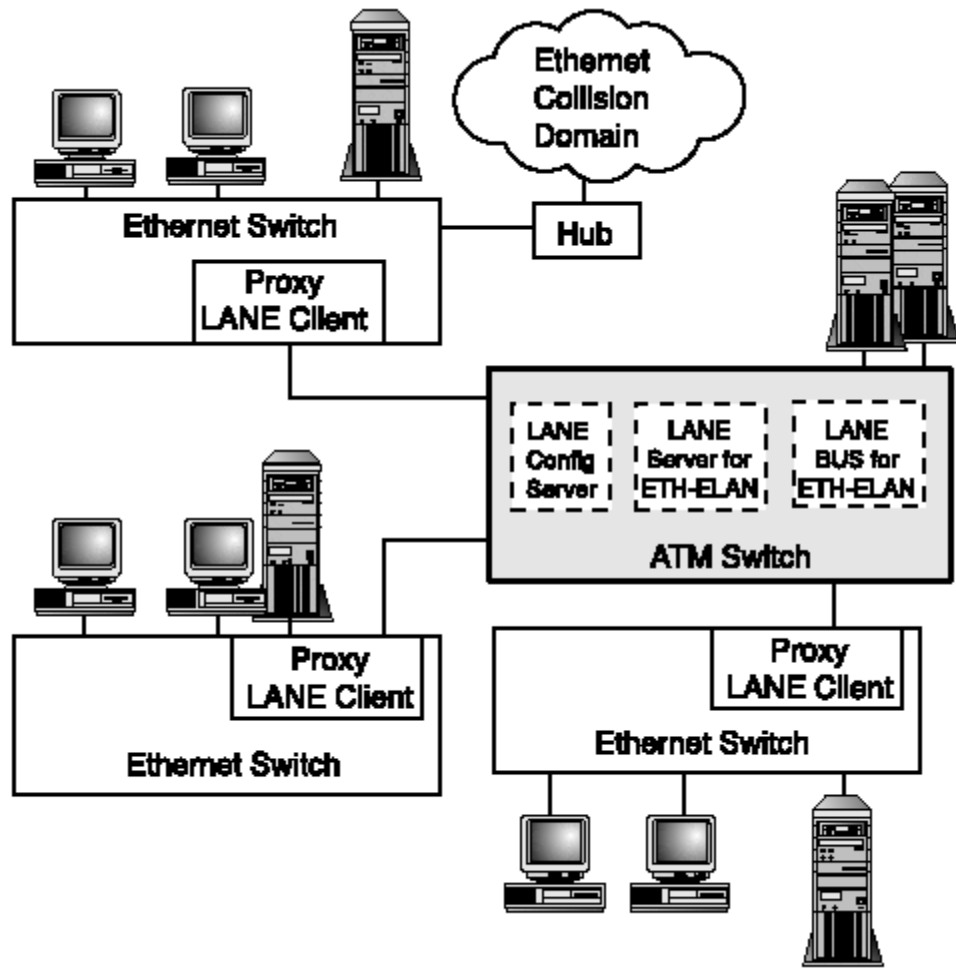 Ethernet
Collision
Domain
Ethernet Switch
Hub
Proxy
LANE Client
LANE
Config
Server
LANE
Server for
ETH-ELAN
LANE
BUS for
ETH-ELAN
ATM Switch
Proxy
LANE Client
Ethernet Switch
Proxy
LANE Client
Ethernet Switch